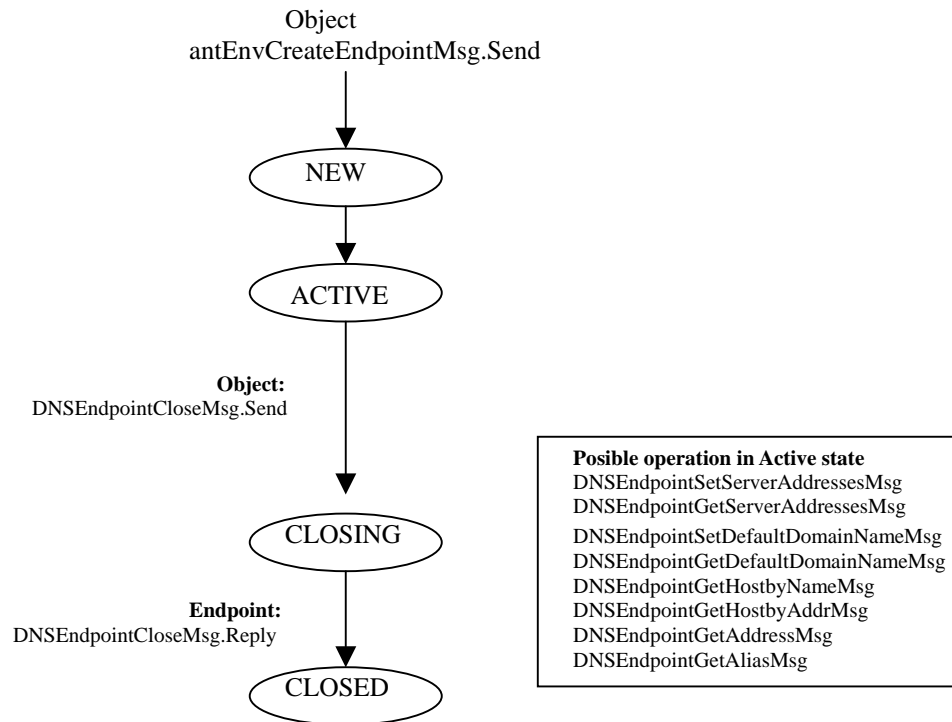 Object
antEnvCreateEndpointMsg.Send
NEW
ACTIVE
Object:
DNSEndpointCloseMsg.Send
CLOSING
Endpoint:
DNSEndpointCloseMsg.Reply
CLOSED
Posible operation in Active state
DNSEndpointSetServerAddressesMsg
DNSEndpointGetServerAddressesMsg
DNSEndpointSetDefaultDomainNameMsg
DNSEndpointGetDefaultDomainNameMsg
DNSEndpointGetHostbyNameMsg
DNSEndpointGetHostbyAddrMsg
DNSEndpointGetAddressMsg
DNSEndpointGetAliasMsg